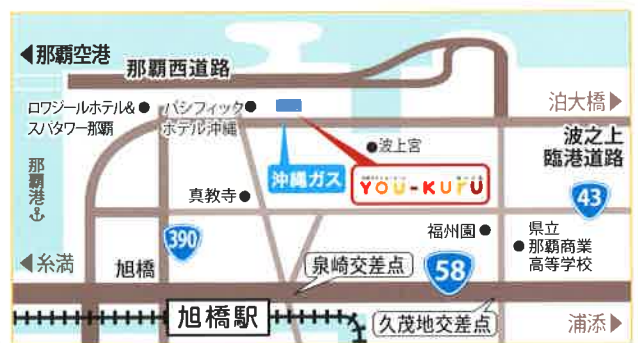 ◀那覇空港
那覇西道路
ロワジールホテル&
スパタワー那覇
パシフィック
ホテル沖縄
泊大橋▶
波之上
臨港道路
那覇港
波上宮
沖縄ガス
YOU-KURU
43
真教寺
390
福州園
県立
那覇商業
高等学校
◀糸満
旭橋
泉崎交差点
58
旭橋駅
久茂地交差点
浦添▶